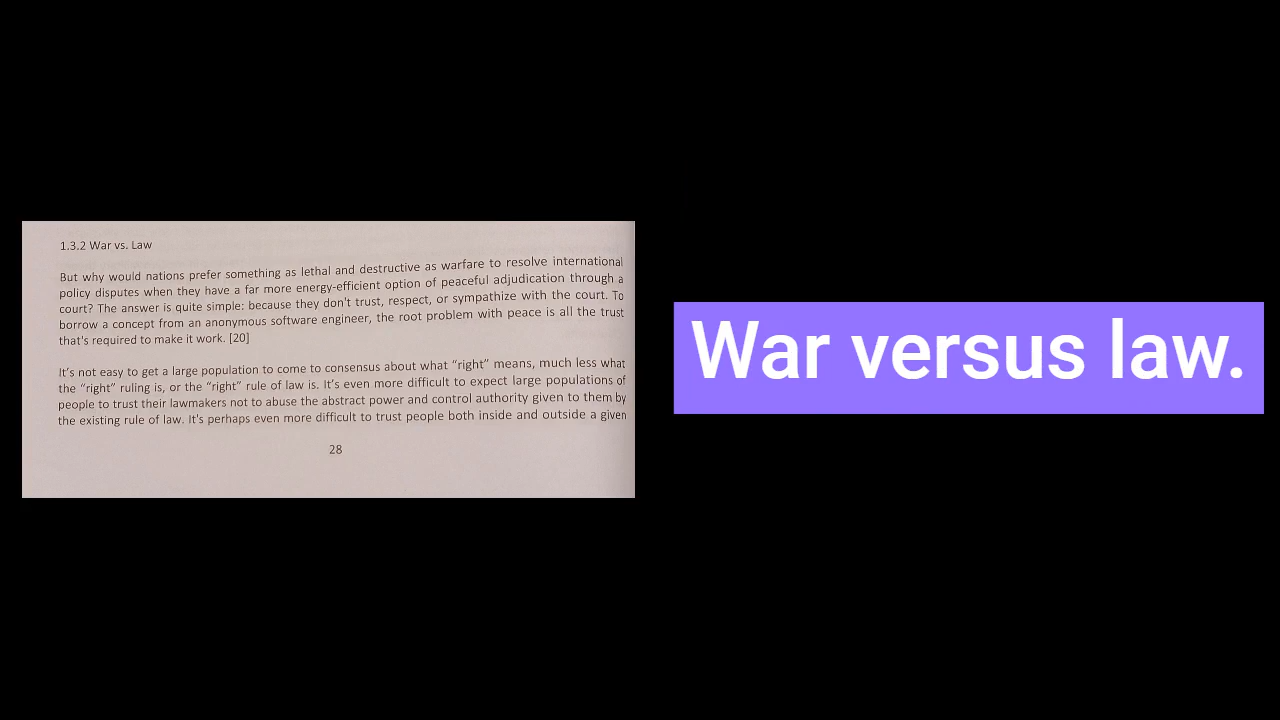 1.3.2 War vs. Law
But why would nations prefer something as lethal and destructive as warfare to resolve international
policy disputes when they have a far more energy-efficient option of peaceful adjudication through a
court? The answer is quite simple: because they don't trust, respect, or sympathize with the court. To
borrow a concept from an anonymous software engineer, the root problem with peace is all the trust
that's required to make it work. [20]
It's not easy to get a large population to come to consensus about what “right” means, much less what
the “right” ruling is, or the “right” rule of law is. It's even more difficult to expect large populations of
people to trust their lawmakers not to abuse the abstract power and control authority given to them by
the existing rule of law. It's perhaps even more difficult to trust people both inside and outside a given
28
War versus law.